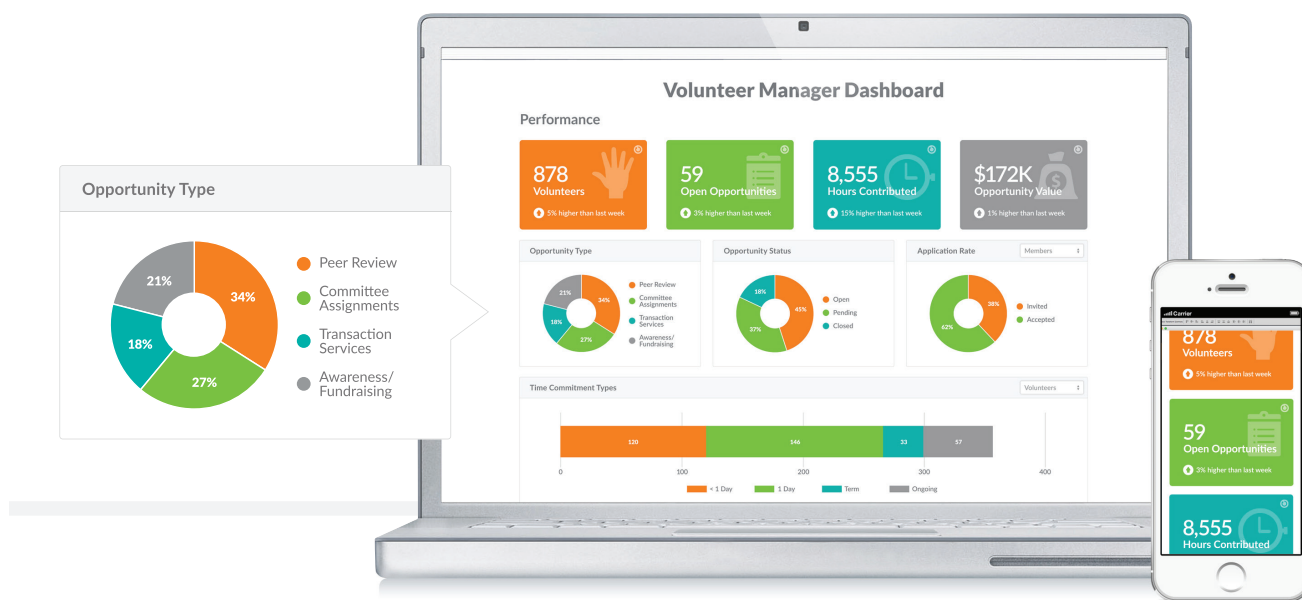 Opportunity Type
21%
34%
18%
27%
Peer Review
Committee
Assignments
Transaction
Services
Awareness/
Fundraising
Volunteer Manager Dashboard
Performance
878
Volunteers
5% higher than last week
59
Open Opportunities
3% higher than last week
8,555
Hours Contributed
15% higher than last week
$172K
Opportunity Value
$
1% higher than last week
Opportunity Type
21%
34%
18%
27%
Peer Review
Committee
Assignments
Transaction
Services
Awareness/
Fundraising
Opportunity Status
18%
45%
37%
Open
Pending
Closed
Application Rate
Members
38%
62%
Invited
Accepted
Time Commitment Types
Volunteers
120 146 33 57
0 100 200 300 400
< 1 Day 1 Day Term Ongoing
Carrier
878
Volunteers
5% higher than last week
59
Open Opportunities
3% higher than last week
8,555
Hours Contributed